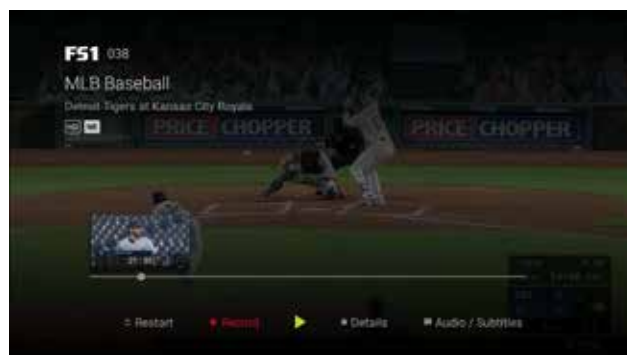 FS1 038
MLB Baseball
Detroit Tigers at Kansas City Royals
HD
PRICE CHOPPER PRICE CHOPPER
Restart Record Details Audio / Subtitles